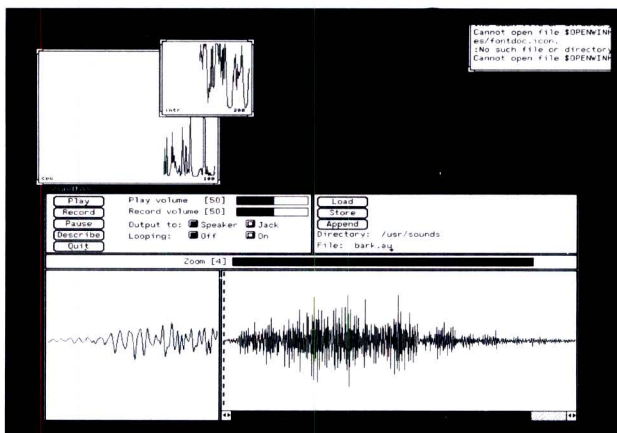 Cannot open file $OPENWINH
es/fontdoc.icon.
:No such file or directory
Cannot open file $OPENWINH
intr 200
cpu 100
Play
Record
Pause
Describe
Quit
Play volume [50]
Record volume [50]
Output to: Speaker Jack
Looping: Off On
Load
Store
Append
Directory: /usr/sounds
File: bark.au
Zoom [4]